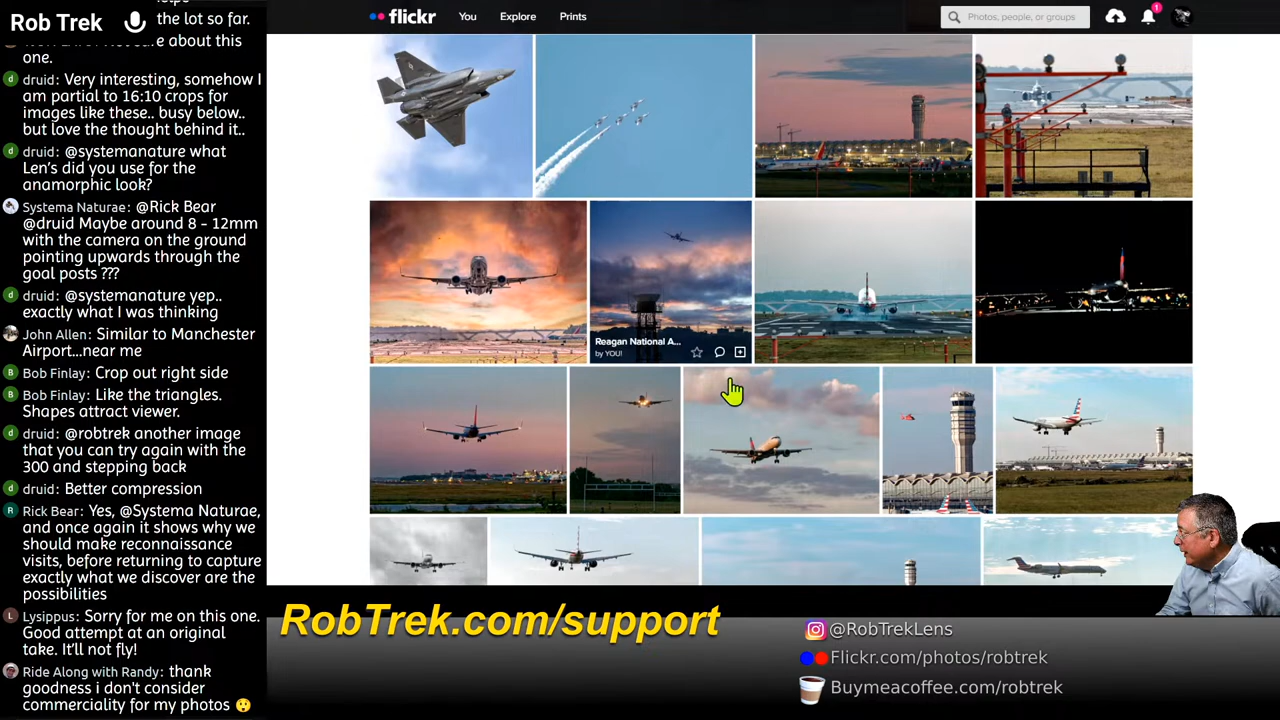 Rob Trek
the lot so far.
about this
one.
d druid: Very interesting, somehow I
am partial to 16:10 crops for
images like these.. busy below..
but love the thought behind it..
d druid: @systemanature what
Len's did you use for the
anamorphic look?
Systema Naturae: @Rick Bear
@druid Maybe around 8 - 12mm
with the camera on the ground
pointing upwards through the
goal posts ???
d druid: @systemanature yep..
exactly what I was thinking
John Allen: Similar to Manchester
Airport...near me
B Bob Finlay: Crop out right side
B Bob Finlay: Like the triangles.
Shapes attract viewer.
d druid: @robtrek another image
that you can try again with the
300 and stepping back
d druid: Better compression
R Rick Bear: Yes, @Systema Naturae,
and once again it shows why we
should make reconnaissance
visits, before returning to capture
exactly what we discover are the
possibilities
L Lysippus: Sorry for me on this one.
Good attempt at an original
take. It'll not fly!
Ride Along with Randy: thank
goodness i don't consider
commerciality for my photos 😲
flickr You Explore Prints Photos, people, or groups 1
Reagan National A...
by YOU!
RobTrek.com/support
@RobTrekLens
Flickr.com/photos/robtrek
Buymeacoffee.com/robtrek